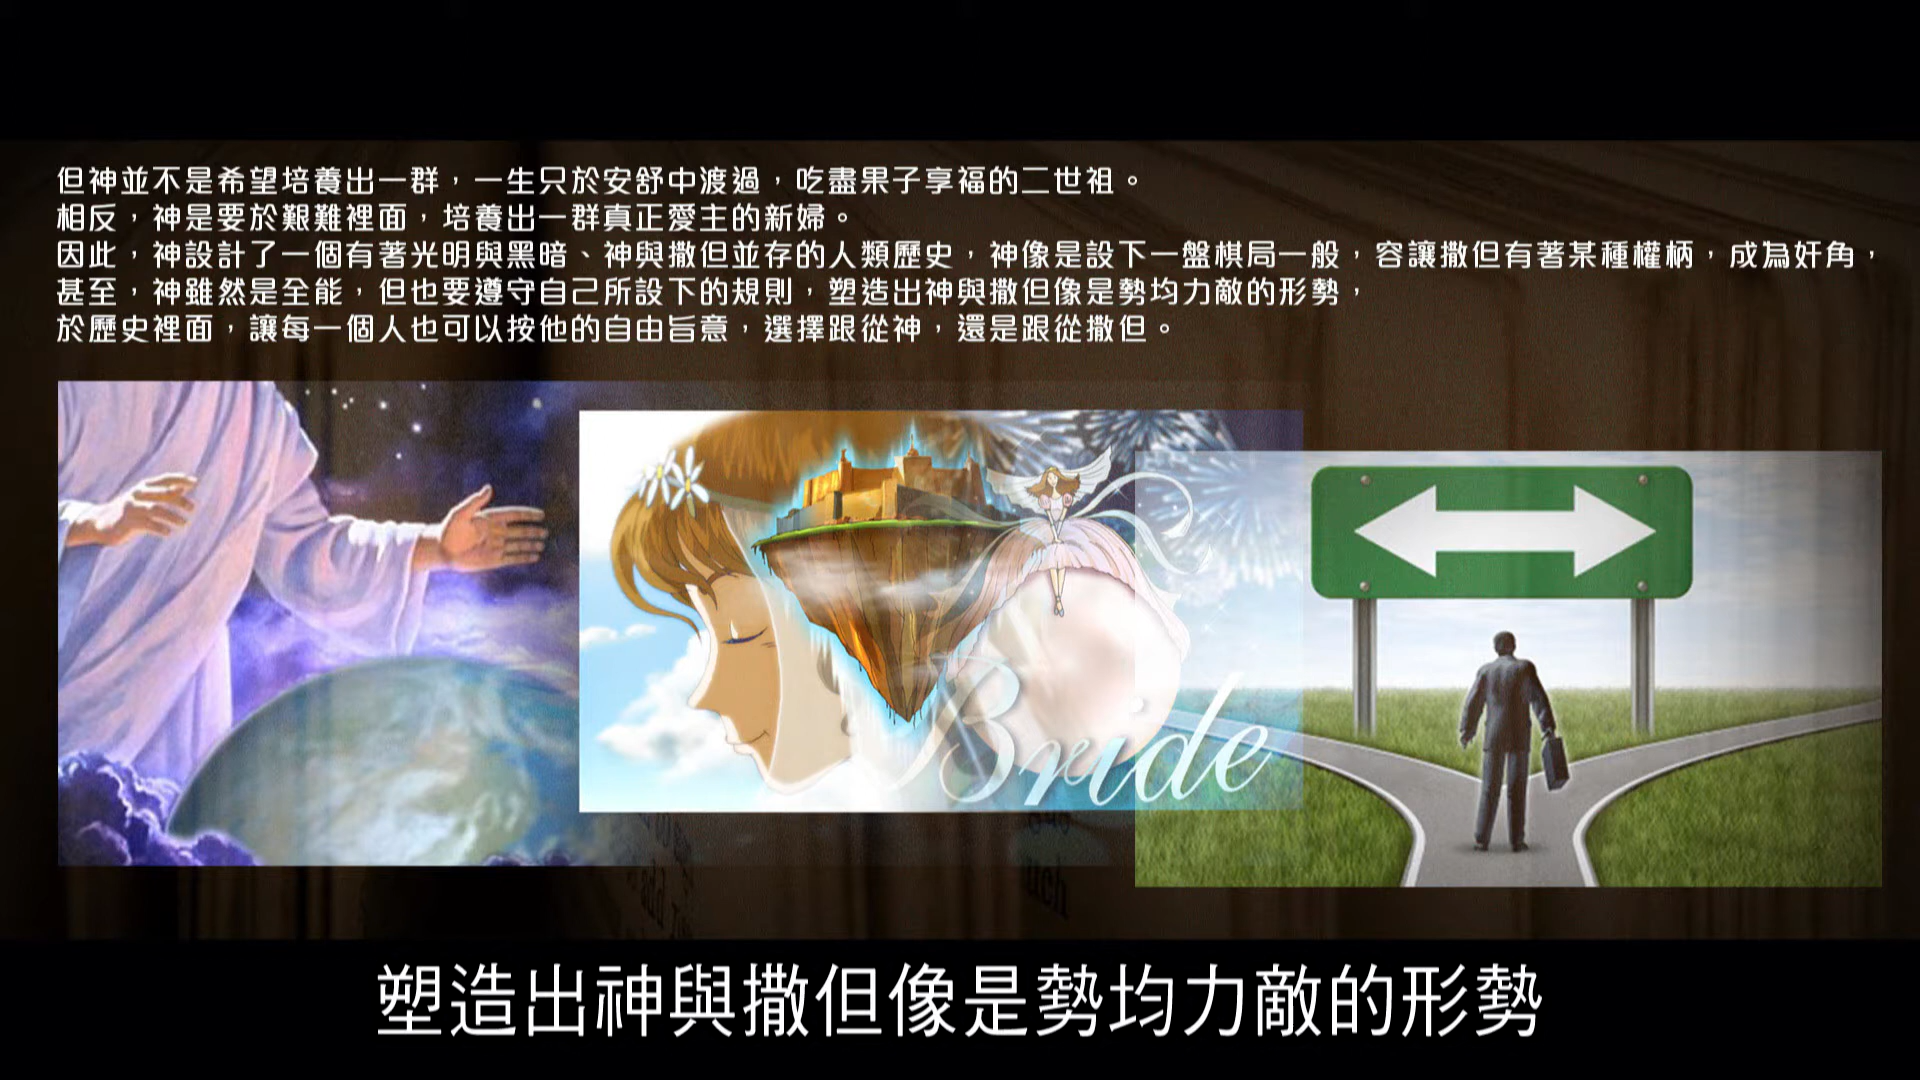 但神並不是希望培養出一群，一生只於安舒中渡過，吃盡果子享福的二世祖。
相反，神是要於艱難裡面，培養出一群真正愛主的新婦。
因此，神設計了一個有著光明與黑暗、神與撒但並存的人類歷史，神像是設下一盤棋局一般，容讓撒但有著某種權柄，成為奸角，
甚至，神雖然是全能，但也要遵守自己所設下的規則，塑造出神與撒但像是勢均力敵的形勢，
於歷史裡面，讓每一個人也可以按他的自由旨意，選擇跟從神，還是跟從撒但。
Bride
uch
塑造出神與撒但像是勢均力敵的形勢